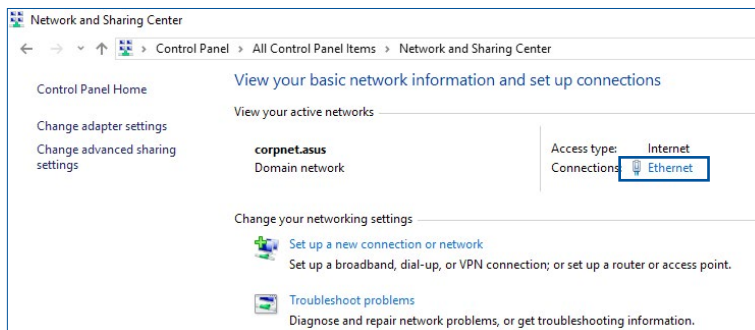 Network and Sharing Center
Control Panel > All Control Panel Items > Network and Sharing Center
Control Panel Home
Change adapter settings
Change advanced sharing
settings
View your basic network information and set up connections
View your active networks
corpnet.asus
Domain network
Access type: Internet
Connections: Ethernet
Change your networking settings
Set up a new connection or network
Set up a broadband, dial-up, or VPN connection; or set up a router or access point.
Troubleshoot problems
Diagnose and repair network problems, or get troubleshooting information.